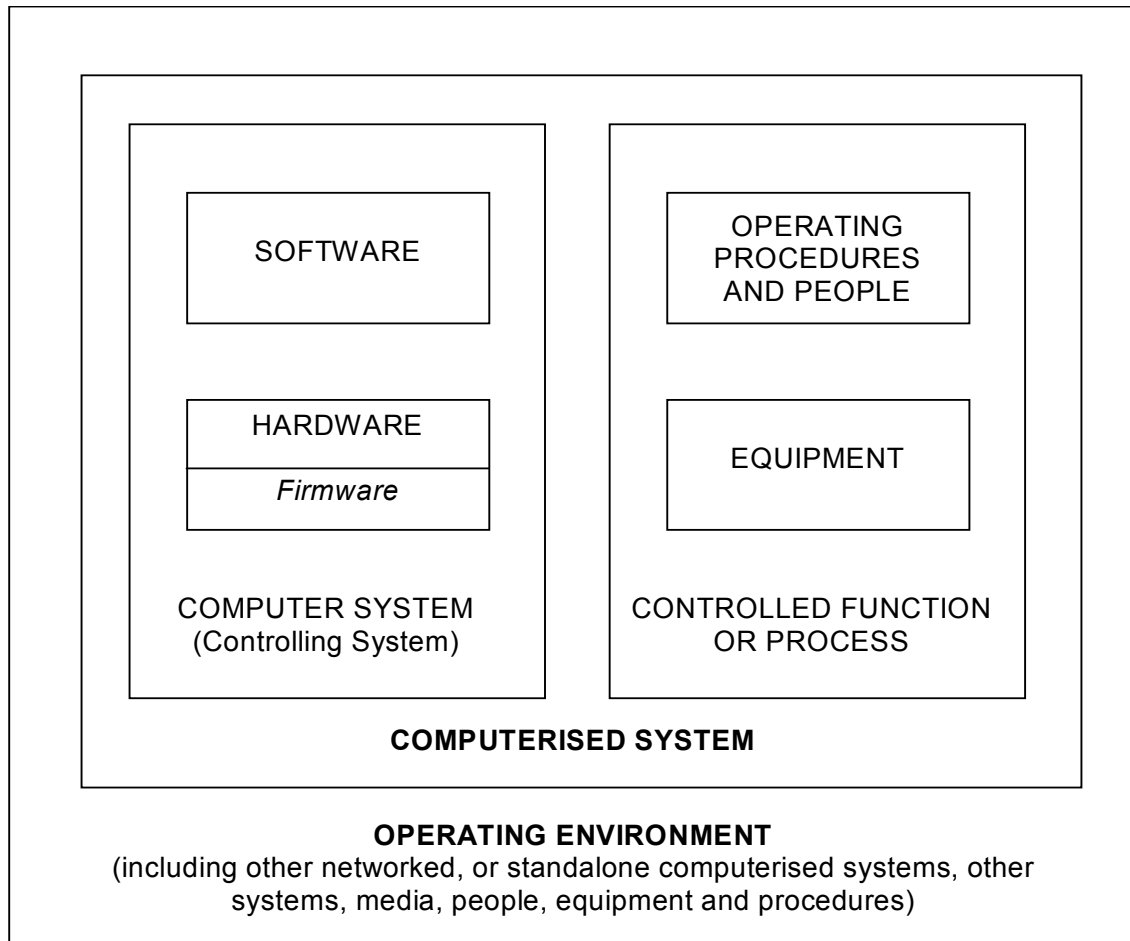 SOFTWARE
HARDWARE
Firmware
COMPUTER SYSTEM
(Controlling System)
OPERATING
PROCEDURES
AND PEOPLE
EQUIPMENT
CONTROLLED FUNCTION
OR PROCESS
COMPUTERISED SYSTEM
OPERATING ENVIRONMENT
(including other networked, or standalone computerised systems, other
systems, media, people, equipment and procedures)